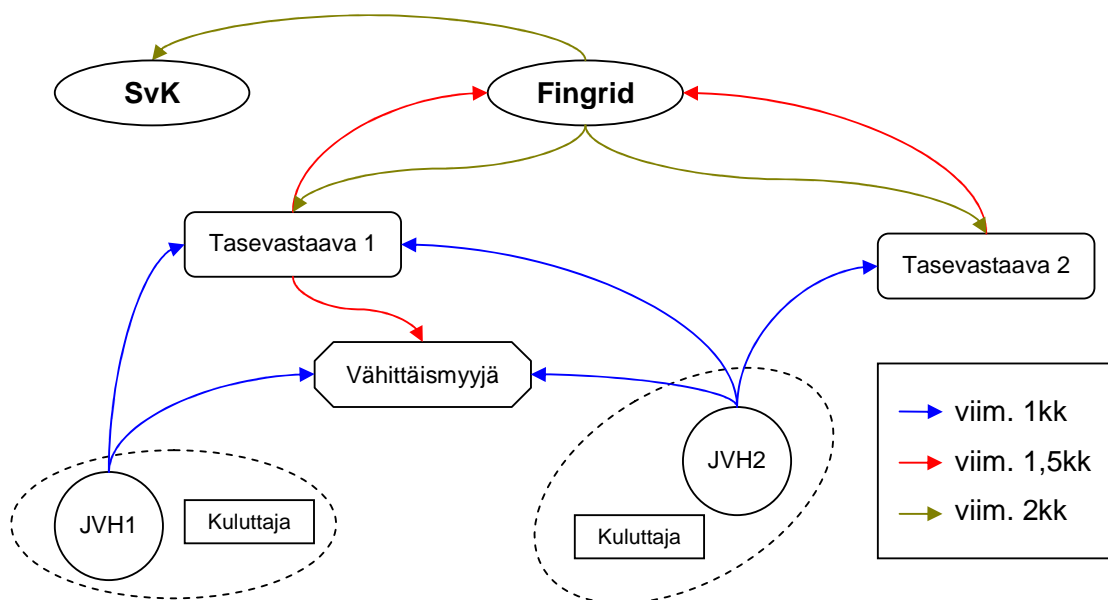 SvK
Fingrid
Tasevastaava 1
Tasevastaava 2
Vähittäismyyjä
JVH1
Kuluttaja
JVH2
Kuluttaja
viim. 1kk
viim. 1,5kk
viim. 2kk